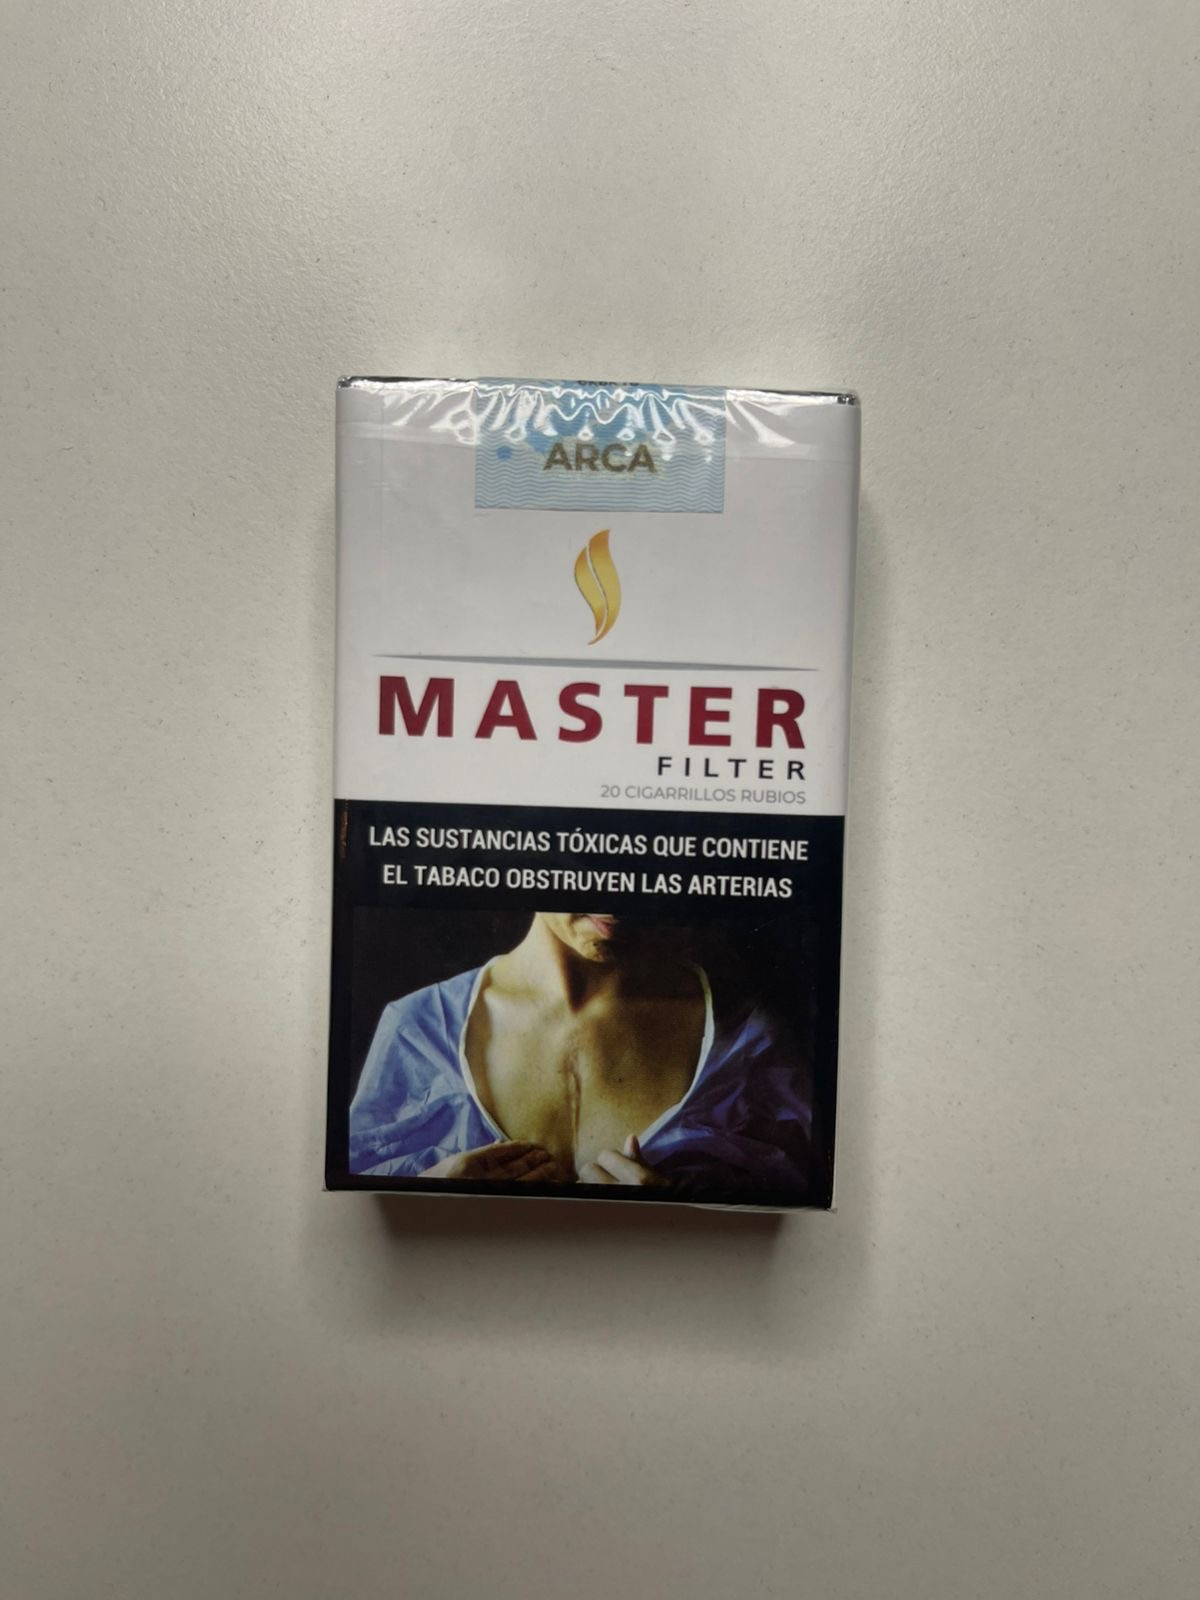 ARCA
MASTER
FILTER
20 CIGARRILLOS RUBIOS
LAS SUSTANCIAS TÓXICAS QUE CONTIENE
EL TABACO OBSTRUYEN LAS ARTERIAS